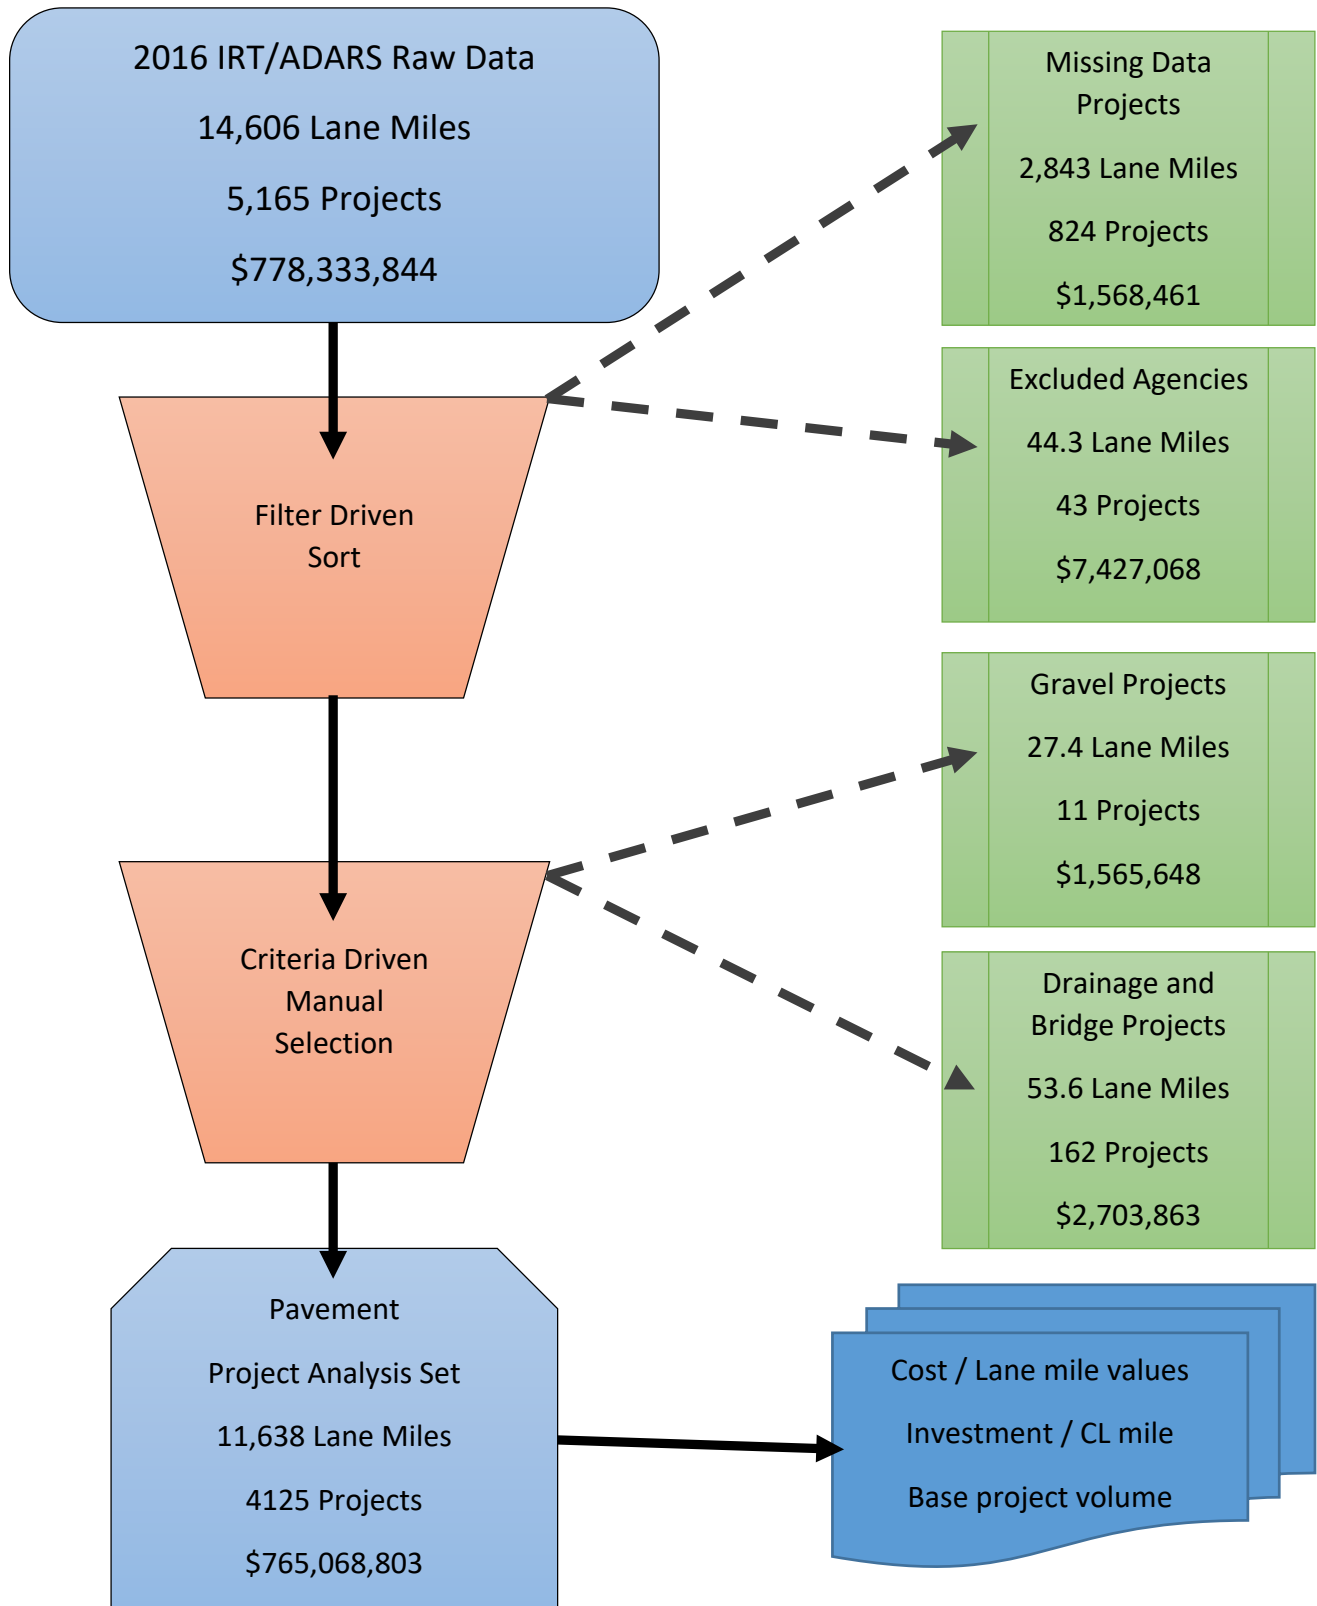 2016 IRT/ADARS Raw Data
14,606 Lane Miles
5,165 Projects
$778,333,844
Missing Data
Projects
2,843 Lane Miles
824 Projects
$1,568,461
Excluded Agencies
44.3 Lane Miles
43 Projects
$7,427,068
Filter Driven
Sort
Gravel Projects
27.4 Lane Miles
11 Projects
$1,565,648
Criteria Driven
Manual
Selection
Drainage and
Bridge Projects
53.6 Lane Miles
162 Projects
$2,703,863
Pavement
Project Analysis Set
11,638 Lane Miles
4125 Projects
$765,068,803
Cost / Lane mile values
Investment / CL mile
Base project volume